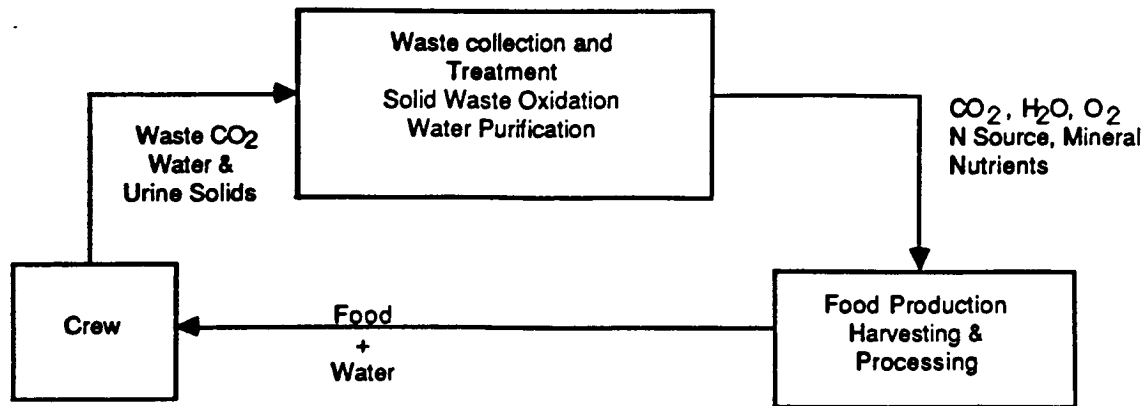 Waste collection and
Treatment
Solid Waste Oxidation
Water Purification
Waste CO2
Water &
Urine Solids
CO2, H2O, O2
N Source, Mineral
Nutrients
Crew
Food
+
Water
Food Production
Harvesting &
Processing